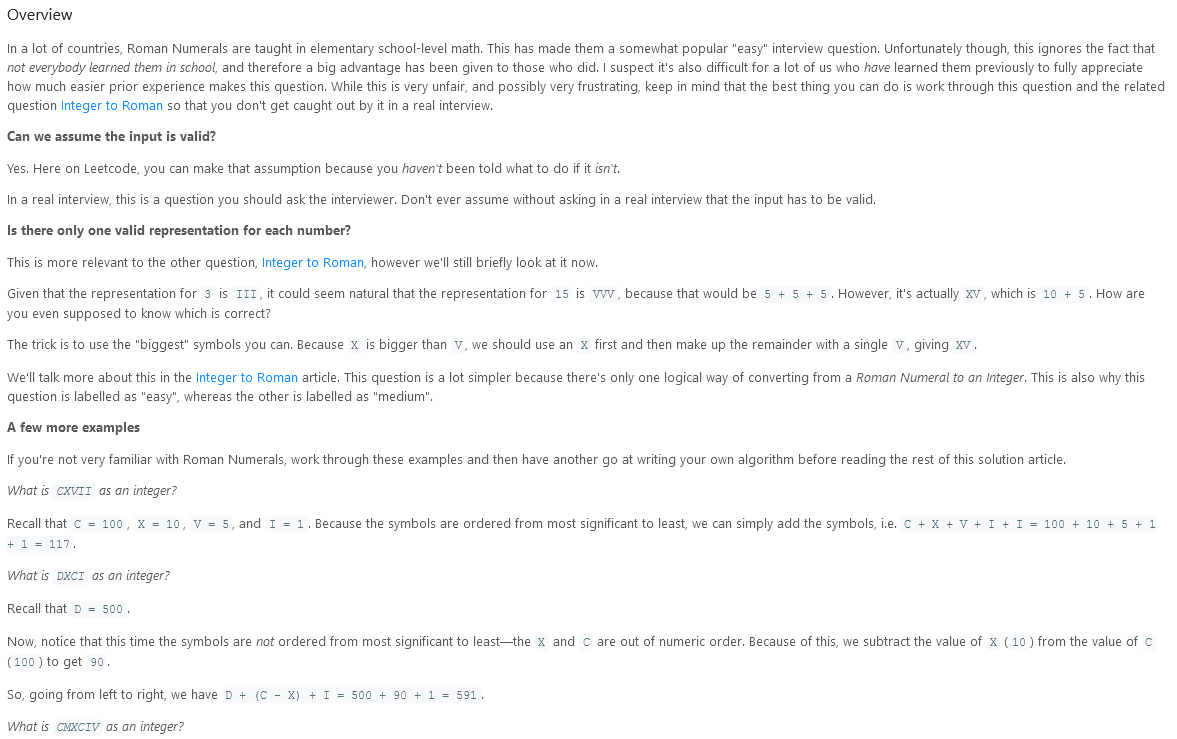 Overview
In a lot of countries, Roman Numerals are taught in elementary school-level math. This has made them a somewhat popular "easy" interview question. Unfortunately though, this ignores the fact that
not everybody learned them in school, and therefore a big advantage has been given to those who did. I suspect it's also difficult for a lot of us who have learned them previously to fully appreciate
how much easier prior experience makes this question. While this is very unfair, and possibly very frustrating, keep in mind that the best thing you can do is work through this question and the related
question Integer to Roman so that you don't get caught out by it in a real interview.
Can we assume the input is valid?
Yes. Here on Leetcode, you can make that assumption because you haven't been told what to do if it isn't.
In a real interview, this is a question you should ask the interviewer. Don't ever assume without asking in a real interview that the input has to be valid.
Is there only one valid representation for each number?
This is more relevant to the other question, Integer to Roman, however we'll still briefly look at it now.
Given that the representation for 3 is III, it could seem natural that the representation for 15 is VVV, because that would be 5 + 5 + 5. However, it's actually XV, which is 10 + 5. How are
you even supposed to know which is correct?
The trick is to use the "biggest" symbols you can. Because X is bigger than V, we should use an X first and then make up the remainder with a single V, giving XV.
We'll talk more about this in the Integer to Roman article. This question is a lot simpler because there's only one logical way of converting from a Roman Numeral to an Integer. This is also why this
question is labelled as "easy", whereas the other is labelled as "medium".
A few more examples
If you're not very familiar with Roman Numerals, work through these examples and then have another go at writing your own algorithm before reading the rest of this solution article.
What is CXVII as an integer?
Recall that C = 100, X = 10, V = 5, and I = 1. Because the symbols are ordered from most significant to least, we can simply add the symbols, i.e. C + X + V + I + I = 100 + 10 + 5 + 1
+ 1 = 117.
What is DXCI as an integer?
Recall that D = 500.
Now, notice that this time the symbols are not ordered from most significant to least—the X and C are out of numeric order. Because of this, we subtract the value of X (10) from the value of C
(100) to get 90.
So, going from left to right, we have D + (C - X) + I = 500 + 90 + 1 = 591.
What is CMXCIV as an integer?